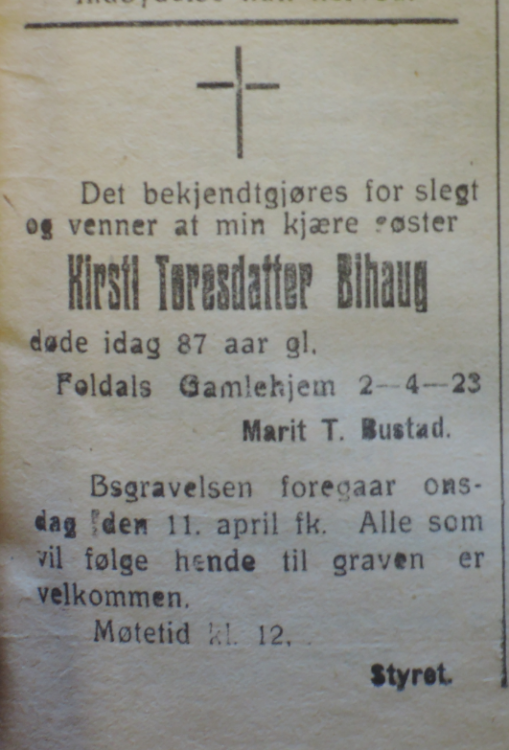 Det bekjendtgjøres for slegt
og venner at min kjære søster
Kirsti Tøresdatter Bihaug
døde idag 87 aar gl.
Foldals Gamlehjem 2-4-23
Marit T. Bustad.
Bsgravelsen foregaar ons-
dag den 11. april fk. Alle som
vil følge hende til graven er
velkommen.
Møtetid kl. 12.
Styret.